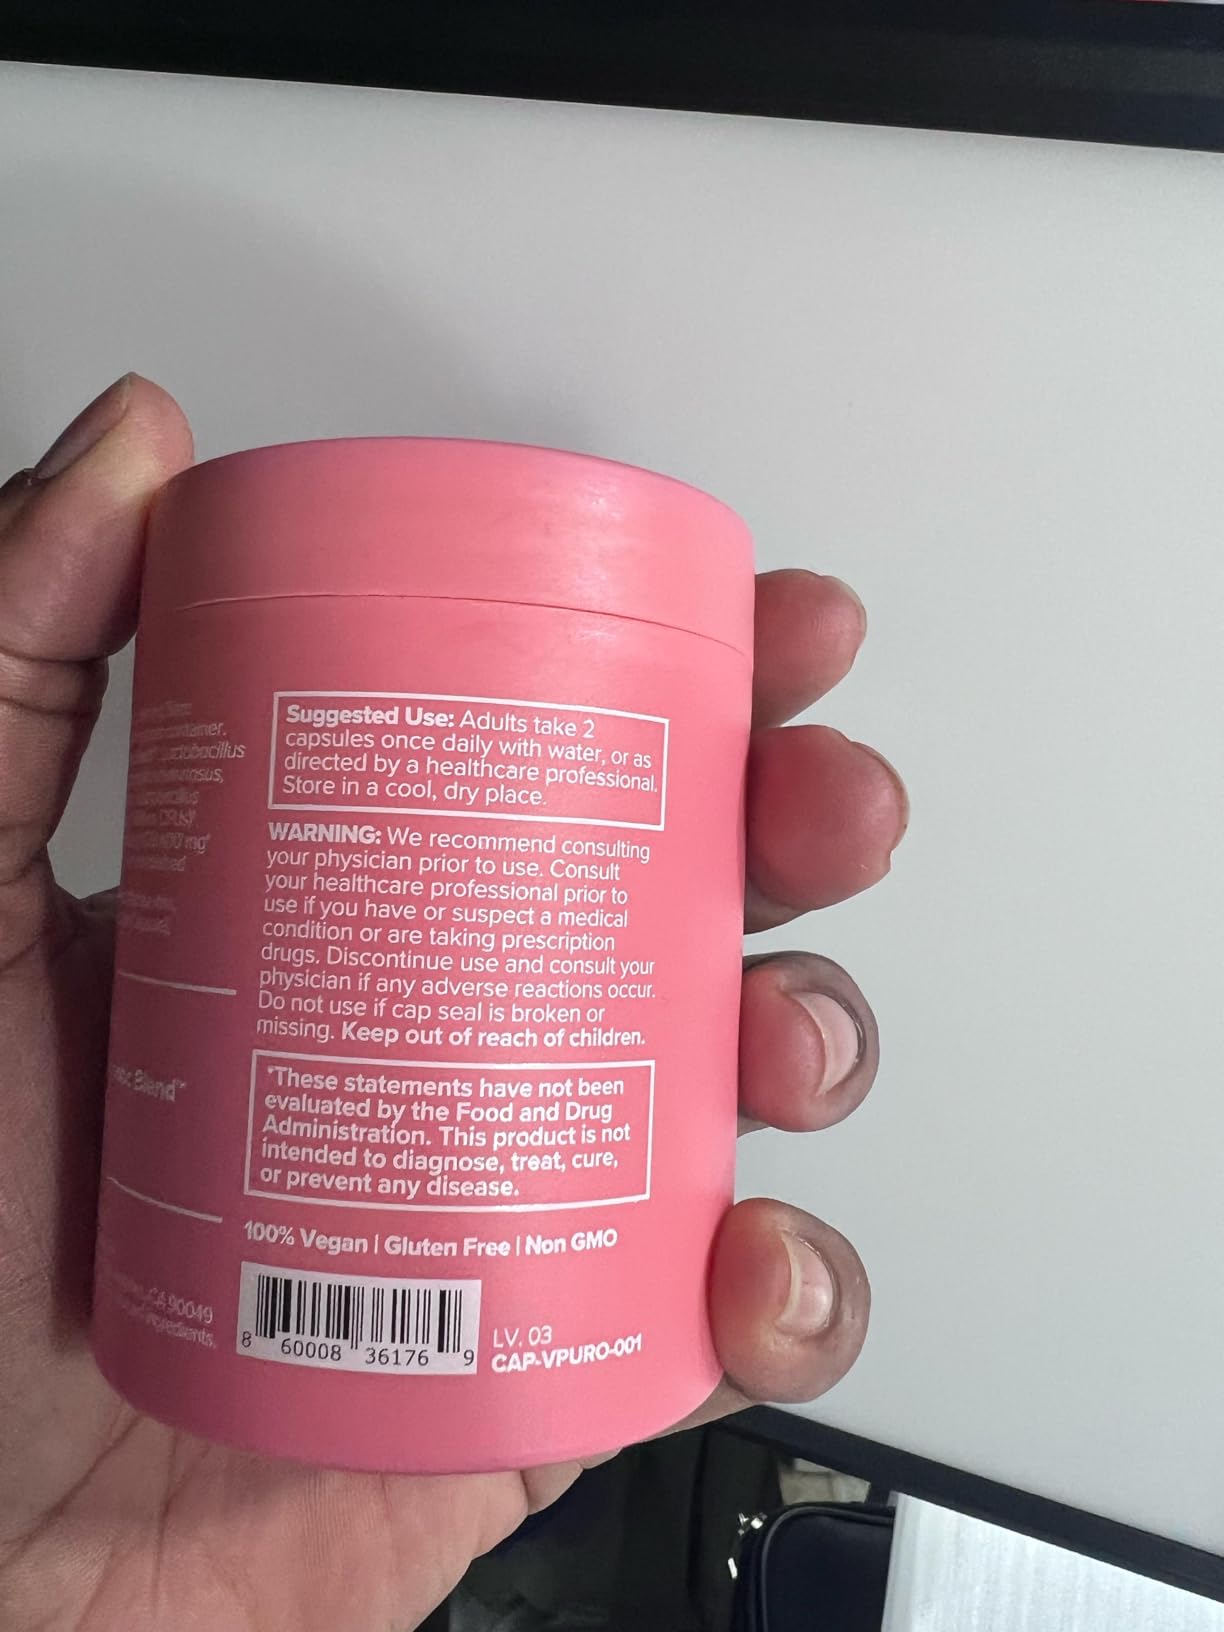 container.
Lactobacillus
Blend™
CA 90049
ingredients.
Suggested Use: Adults take 2
capsules once daily with water, or as
directed by a healthcare professional.
Store in a cool, dry place.
WARNING: We recommend consulting
your physician prior to use. Consult
your healthcare professional prior to
use if you have or suspect a medical
condition or are taking prescription
drugs. Discontinue use and consult your
physician if any adverse reactions occur.
Do not use if cap seal is broken or
missing. Keep out of reach of children.
*These statements have not been
evaluated by the Food and Drug
Administration. This product is not
intended to diagnose, treat, cure,
or prevent any disease.
100% Vegan | Gluten Free | Non GMO
8 60008 36176 9
LV. 03
CAP-VPURO-001